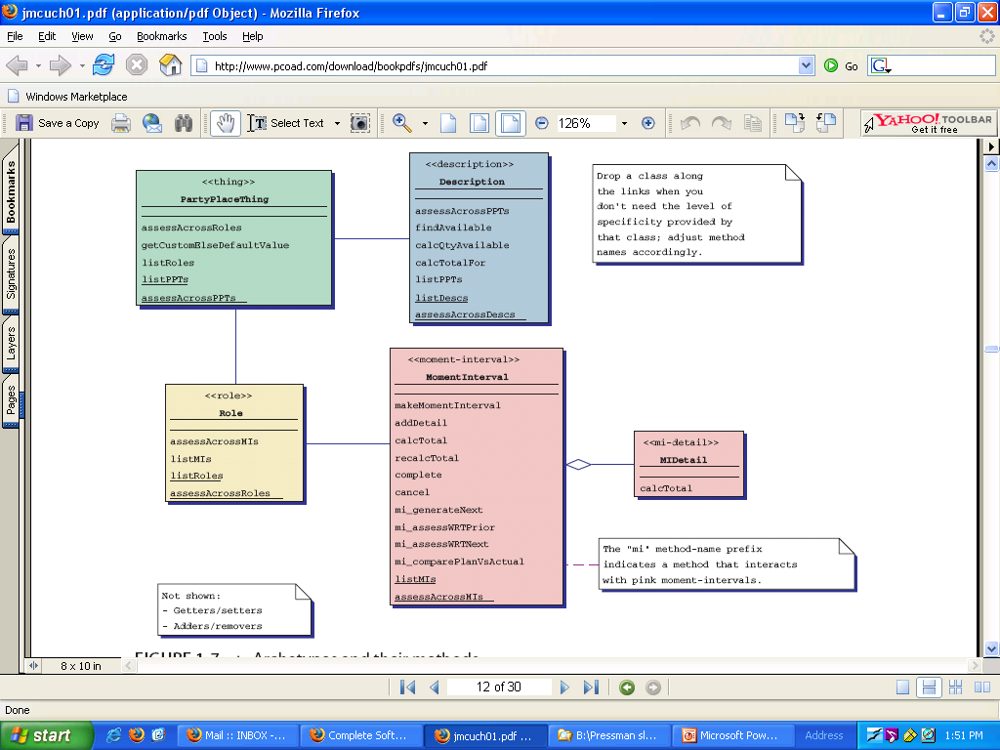 jmcuch01.pdf (application/pdf Object) - Mozilla Firefox
File Edit View Go Bookmarks Tools Help
http://www.pcoad.com/download/bookpdfs/jmcuch01.pdf
Go
G
Windows Marketplace
Save a Copy
Select Text
126%
YAHOO! TOOLBAR
Get it free
Bookmarks
Signatures
Layers
Pages
<<thing>>
PartyPlaceThing
assessAcrossRoles
getCustomElseDefaultValue
listRoles
listPPTs
assessAcrossPPTs
<<description>>
Description
assessAcrossPPTs
findAvailable
calcQtyAvailable
calcTotalFor
listPPTs
listDescs
assessAcrossDescs
Drop a class along
the links when you
don't need the level of
specificity provided by
that class; adjust method
names accordingly.
<<role>>
Role
assessAcrossMIs
listMIs
listRoles
assessAcrossRoles
<<moment-interval>>
MomentInterval
makeMomentInterval
addDetail
calcTotal
recalcTotal
complete
cancel
mi_generateNext
mi_assessWRTPrior
mi_assessWRTNext
mi_comparePlanVsActual
listMIs
assessAcrossMIs
<<mi-detail>>
MIDetail
calcTotal
The "mi" method-name prefix
indicates a method that interacts
with pink moment-intervals.
Not shown:
- Getters/setters
- Adders/removers
FIGURE 1-7 Archetypes and their methods
8 x 10 in
12 of 30
Done
start
Mail :: INBOX -...
Complete Soft...
jmcuch01.pdf ...
B:\Pressman sl...
Microsoft Pow...
Address
1:51 PM